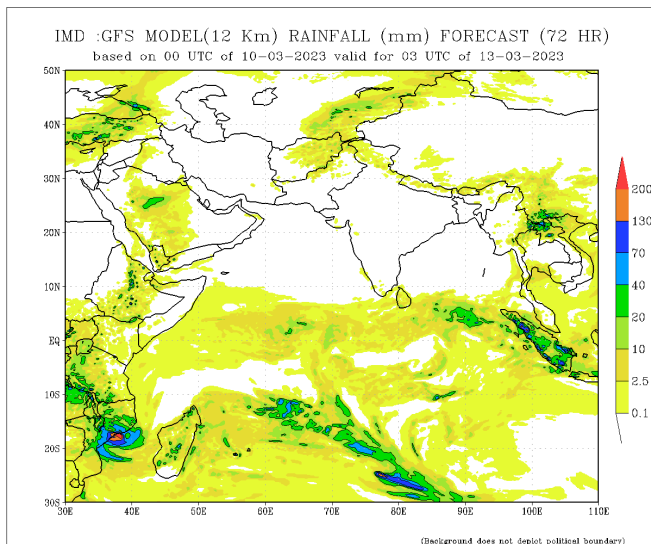 IMD :GFS MODEL(12 Km) RAINFALL (mm) FORECAST (72 HR)
based on 00 UTC of 10-03-2023 valid for 03 UTC of 13-03-2023
50N
40N
30N
20N
10N
EQ
10S
20S
30S
30E 40E 50E 60E 70E 80E 90E 100E 110E
200
130
70
40
20
10
2.5
0.1
(Background does not depict political boundary)